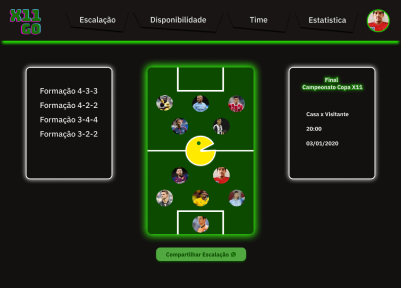 X11
GO
Escalação
Disponibilidade
Time
Estatistica
Formação 4-3-3
Formação 4-2-2
Formação 3-4-4
Formação 3-2-2
Final
Campeonato Copa X11
Casa x Visitante
20:00
03/01/2020
Compartilhar Escalação